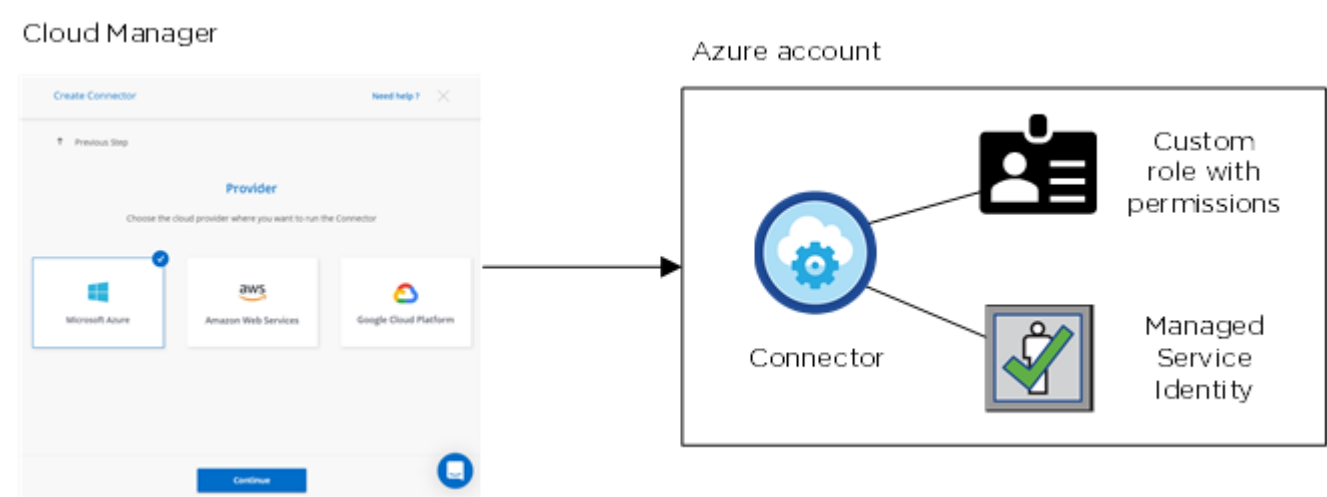 Cloud Manager
Create Connector
Need help ?
Previous Step
Provider
Choose the cloud provider where you want to run the Connector
Microsoft Azure
aws
Amazon Web Services
Google Cloud Platform
Continue
Azure account
Connector
Custom
role with
permissions
Managed
Service
Identity